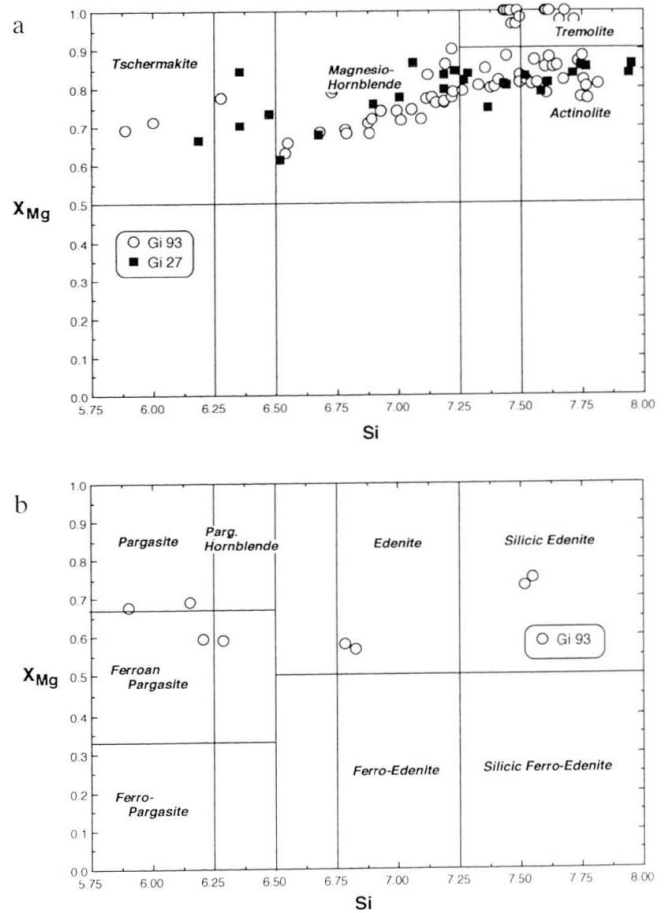 a
1.0
0.9
0.8
0.7
0.6
0.5
0.4
0.3
0.2
0.1
0.0
X Mg
Tschermakite
Magnesio-
Hornblende
Tremolite
Actinolite
Gi 93
Gi 27
5.75 6.00 6.25 6.50 6.75 7.00 7.25 7.50 7.75 8.00
Si
b
1.0
0.9
0.8
0.7
0.6
0.5
0.4
0.3
0.2
0.1
0.0
X Mg
Pargasite
Parg.
Hornblende
Edenite
Silicic Edenite
Gi 93
Ferroan
Pargasite
Ferro-
Pargasite
Ferro-Edenite
Silicic Ferro-Edenite
5.75 6.00 6.25 6.50 6.75 7.00 7.25 7.50 7.75 8.00
Si